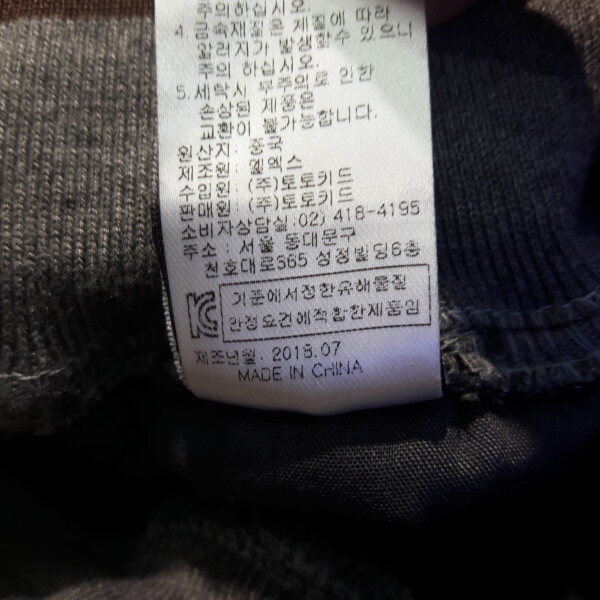 주의하십시오.
4. 금속재질은 체질에 따라
알러지가 발생할수 있으니
주의 하십시오.
5. 세탁시 부주의로 인한
손상된 제품은
교환이 불가능합니다.
원산지: 중국
제조원: 웰엑스
수입원: (주)토토키드
판매원: (주)토토키드
소비자상담실:02) 418-4195
주소: 서울 동대문구
천호대로365 성정빌딩6층
기준에서정한유해물질
안정요건에적합한제품임
제조년월. 2018.07
MADE IN CHINA